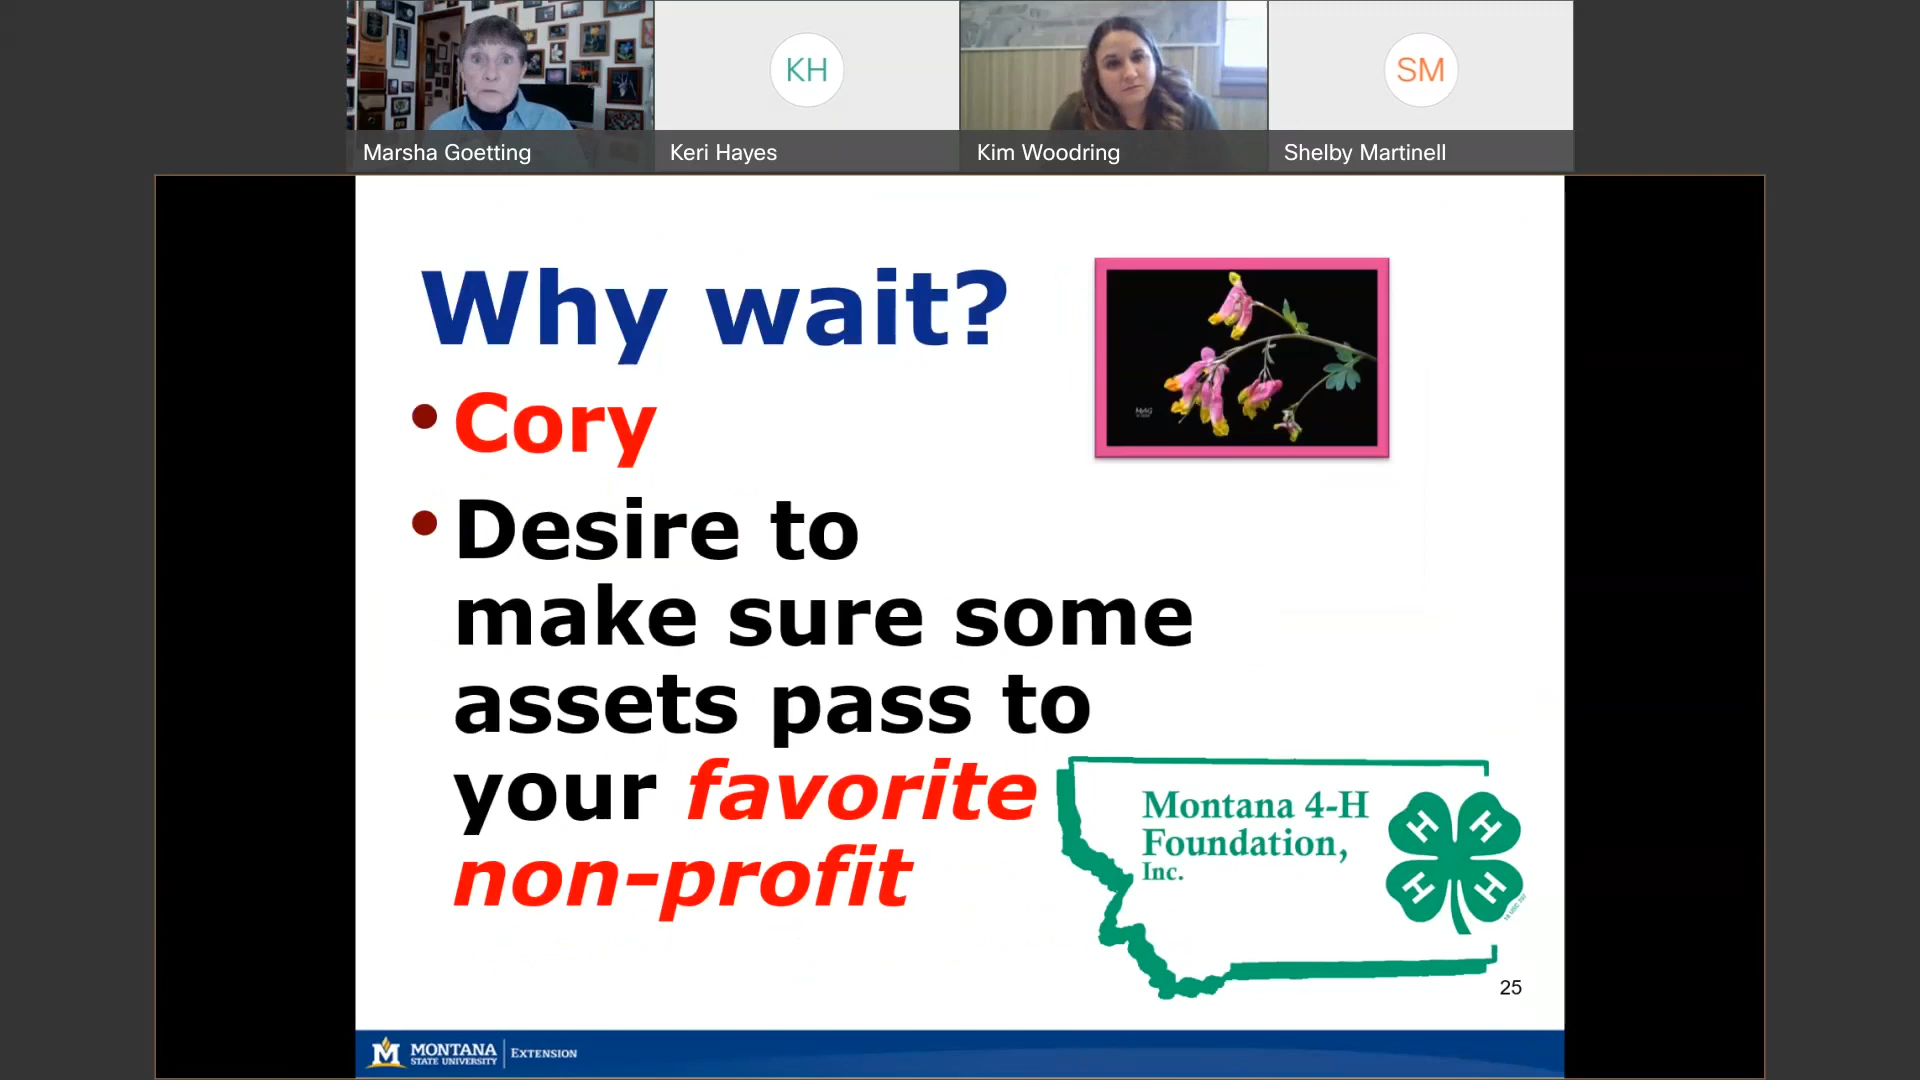 KH
SM
Marsha Goetting
Keri Hayes
Kim Woodring
Shelby Martinell
Why wait?
• Cory
• Desire to
make sure some
assets pass to
your favorite
non-profit
Montana 4-H
Foundation,
Inc.
H H
H H
25
M MONTANA
STATE UNIVERSITY
EXTENSION